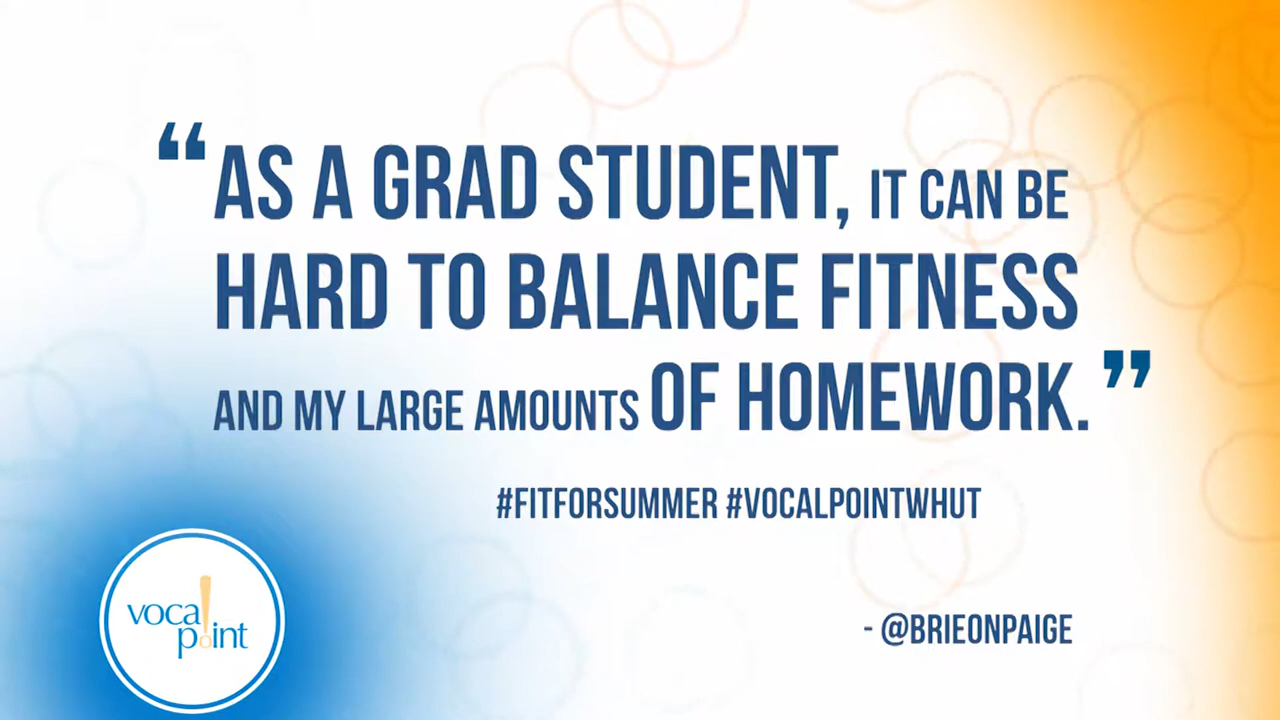 “AS A GRAD STUDENT, IT CAN BE
HARD TO BALANCE FITNESS
AND MY LARGE AMOUNTS OF HOMEWORK.”
#FITFORSUMMER #VOCALPOINTWHUT
- @BRIEONPAIGE
voca!
point